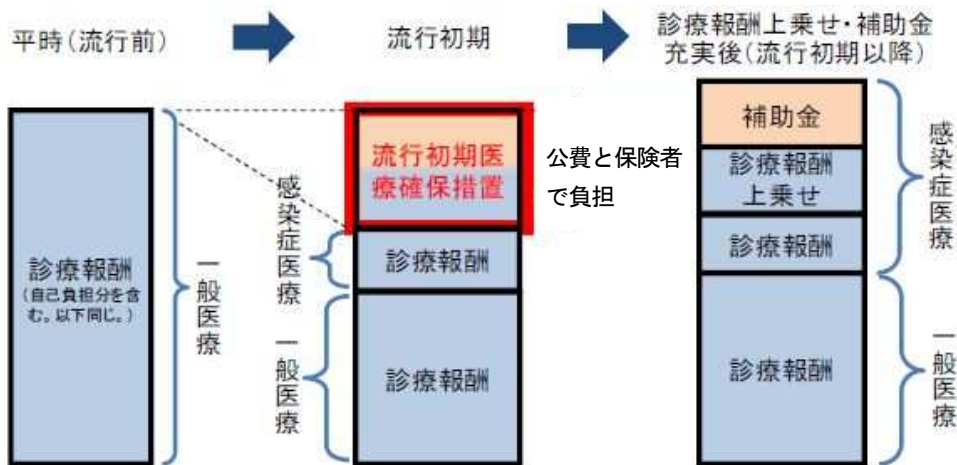 平時(流行前)
流行初期
診療報酬上乗せ・補助金
充実後(流行初期以降)
診療報酬
(自己負担分を含
む。以下同じ。)
一般医療
流行初期医
療確保措置
公費と保険者
で負担
感染症医療
診療報酬
一般医療
診療報酬
補助金
診療報酬
上乗せ
診療報酬
感染症医療
診療報酬
一般医療